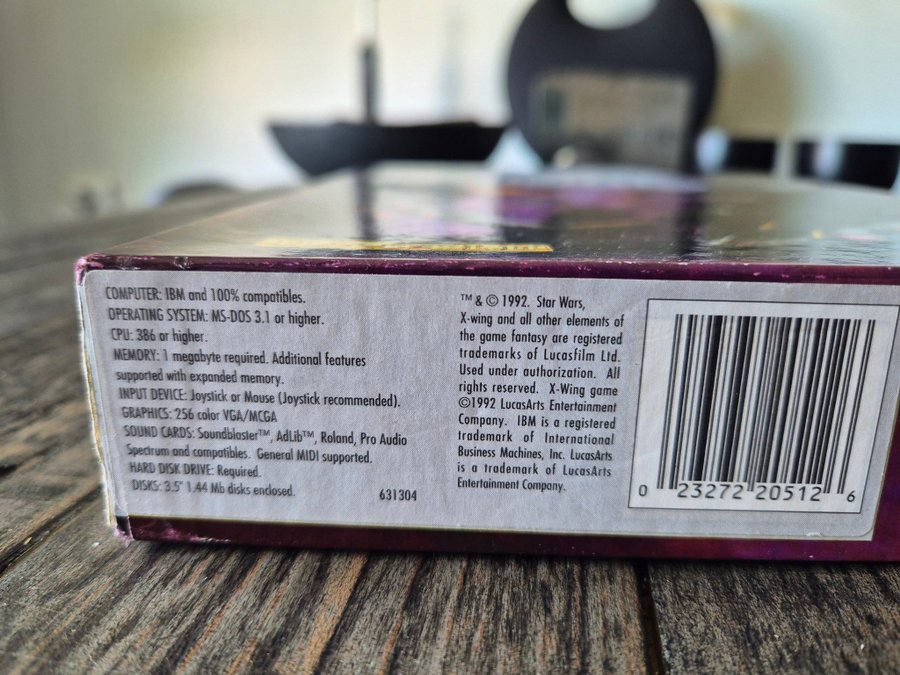 COMPUTER: IBM and 100% compatibles.
OPERATING SYSTEM: MS-DOS 3.1 or higher.
CPU: 386 or higher.
MEMORY: 1 megabyte required. Additional features
supported with expanded memory.
INPUT DEVICE: Joystick or Mouse (Joystick recommended).
GRAPHICS: 256 color VGA/MCGA
SOUND CARDS: Soundblaster™, AdLib™, Roland, Pro Audio
Spectrum and compatibles. General MIDI supported.
HARD DISK DRIVE: Required.
DISKS: 3.5" 1.44 Mb disks enclosed.
631304
™ & © 1992. Star Wars,
X-wing and all other elements of
the game fantasy are registered
trademarks of Lucasfilm Ltd.
Used under authorization. All
rights reserved. X-Wing game
©1992 LucasArts Entertainment
Company. IBM is a registered
trademark of International
Business Machines, Inc. LucasArts
is a trademark of LucasArts
Entertainment Company.
0 23272 20512 6